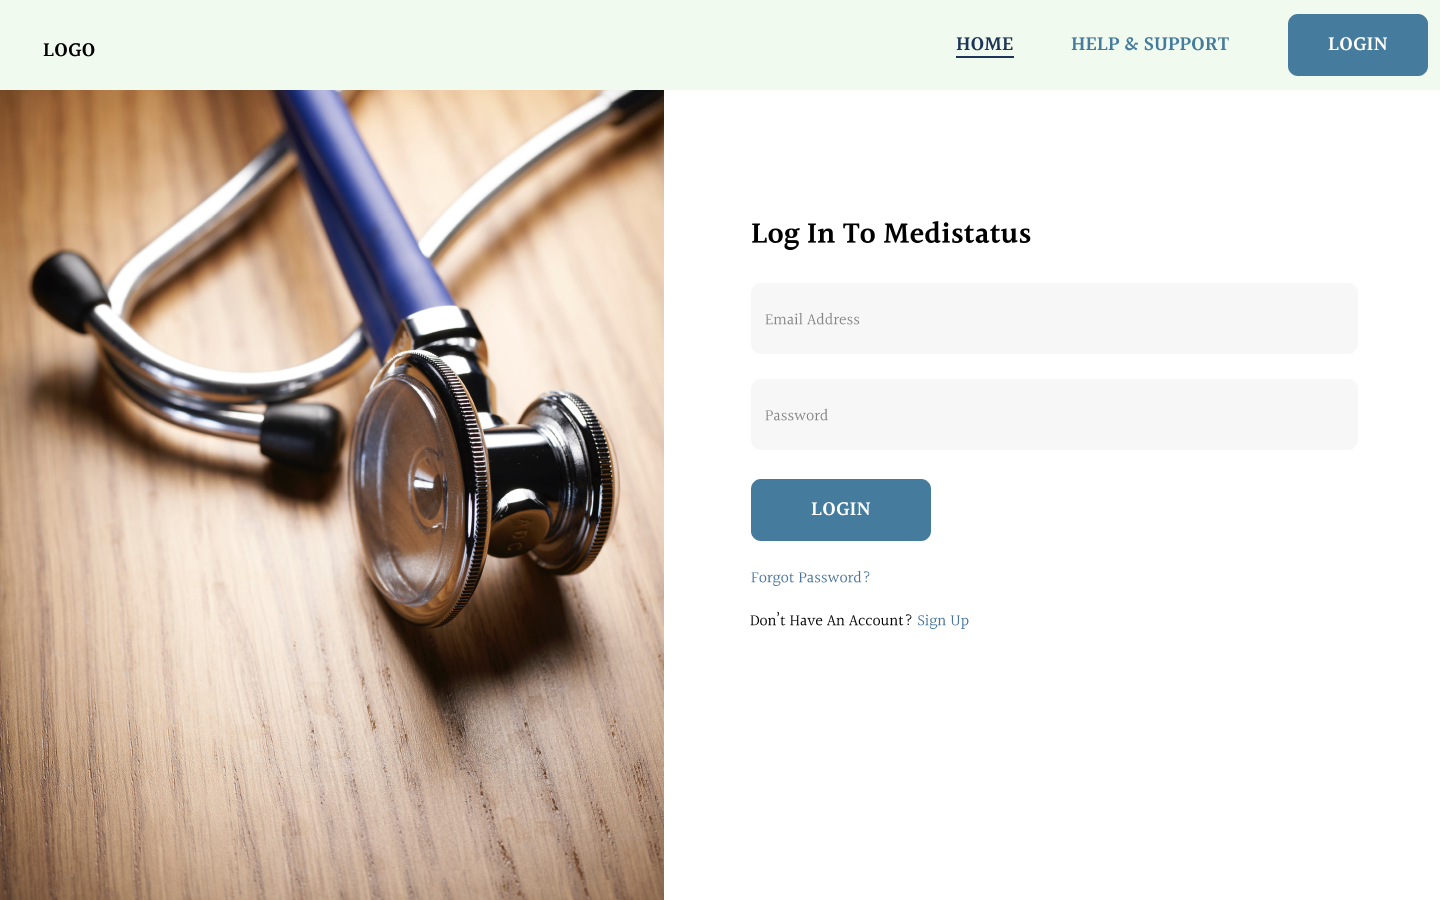 LOGO
HOME
HELP & SUPPORT
LOGIN
Log In To Medistatus
Email Address
Password
LOGIN
Forgot Password?
Don't Have An Account? Sign Up